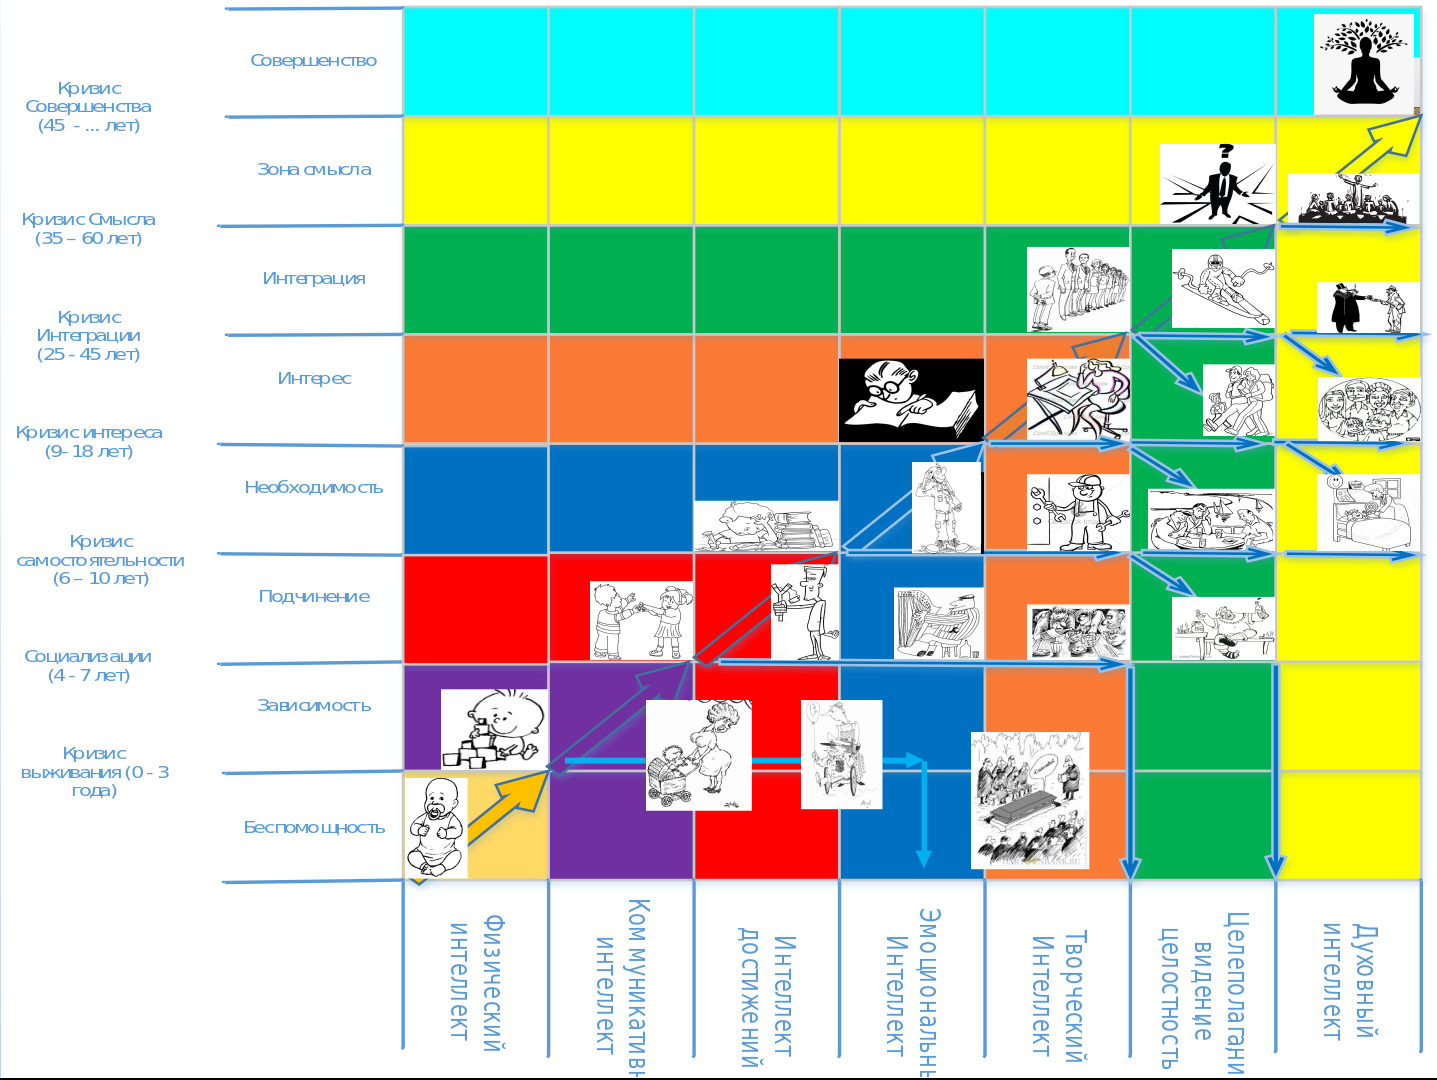 Совершенство
Кризис
Совершенства
(45 - ... лет)
Зона смысла
Кризис Смысла
(35 – 60 лет)
Интеграция
Кризис
Интеграции
(25 - 45 лет)
Интерес
Кризис интереса
(9- 18 лет)
Необходимость
Кризис
самостоятельности
(6 – 10 лет)
Подчинение
Социализации
(4 - 7 лет)
Зависимость
Кризис
выживания (0 - 3
года)
Беспомощность
?
Физический
интеллект
Коммуникативн
интеллект
Интеллект
достижений
Эмоциональны
Интеллект
Творческий
Интеллект
Целеполагани
видение
целостность
Духовный
интеллект